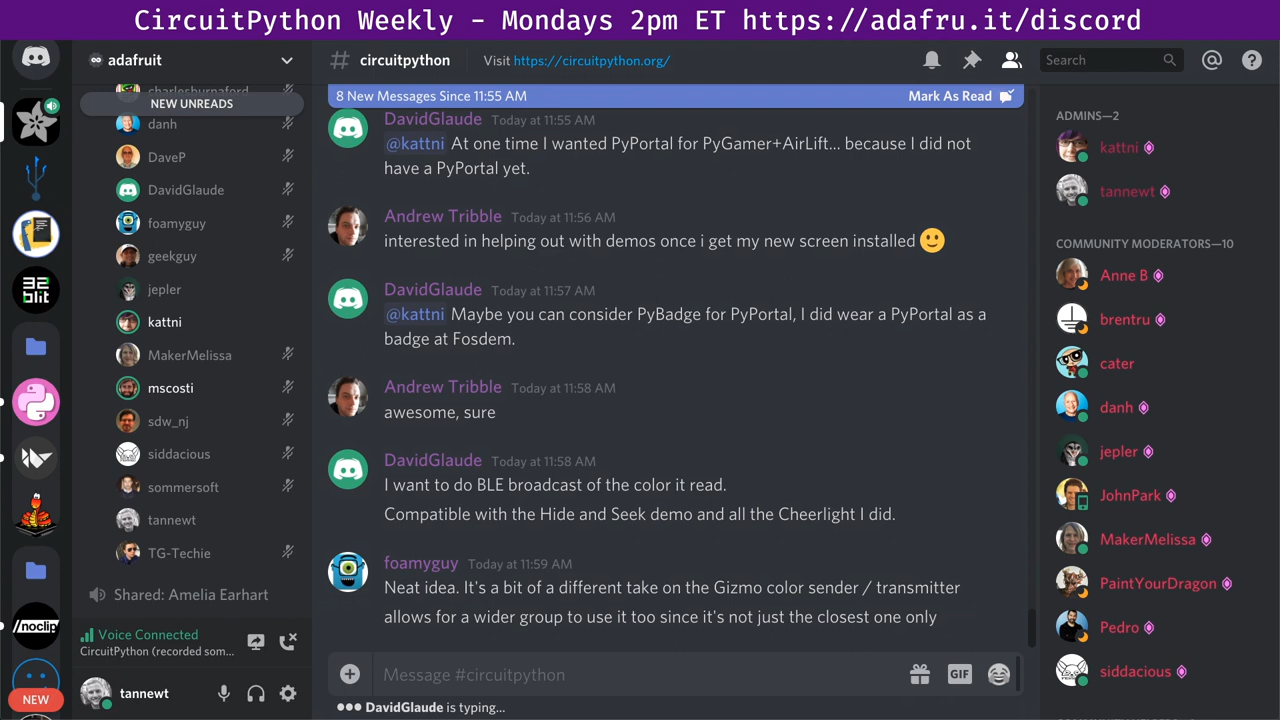 CircuitPython Weekly - Mondays 2pm ET https://adafru.it/discord
adafruit
charlesburnaford
NEW UNREADS
danh
DaveP
DavidGlaude
foamyguy
geekguy
jepler
kattni
MakerMelissa
mscosti
sdw_nj
siddacious
sommersoft
tannewt
TG-Techie
Shared: Amelia Earhart
Voice Connected
CircuitPython (recorded som...
tannewt
32
blit
/noclip
NEW
# circuitpython
Visit https://circuitpython.org/
Search
8 New Messages Since 11:55 AM
Mark As Read
DavidGlaude Today at 11:55 AM
@kattni At one time I wanted PyPortal for PyGamer+AirLift... because I did not
have a PyPortal yet.
Andrew Tribble Today at 11:56 AM
interested in helping out with demos once i get my new screen installed
DavidGlaude Today at 11:57 AM
@kattni Maybe you can consider PyBadge for PyPortal, I did wear a PyPortal as a
badge at Fosdem.
Andrew Tribble Today at 11:58 AM
awesome, sure
DavidGlaude Today at 11:58 AM
I want to do BLE broadcast of the color it read.
Compatible with the Hide and Seek demo and all the Cheerlight I did.
foamyguy Today at 11:59 AM
Neat idea. It's a bit of a different take on the Gizmo color sender / transmitter
allows for a wider group to use it too since it's not just the closest one only
Message #circuitpython
GIF
DavidGlaude is typing...
ADMINS—2
kattni
tannewt
COMMUNITY MODERATORS—10
Anne B
brentru
cater
danh
jepler
JohnPark
MakerMelissa
PaintYourDragon
Pedro
siddacious